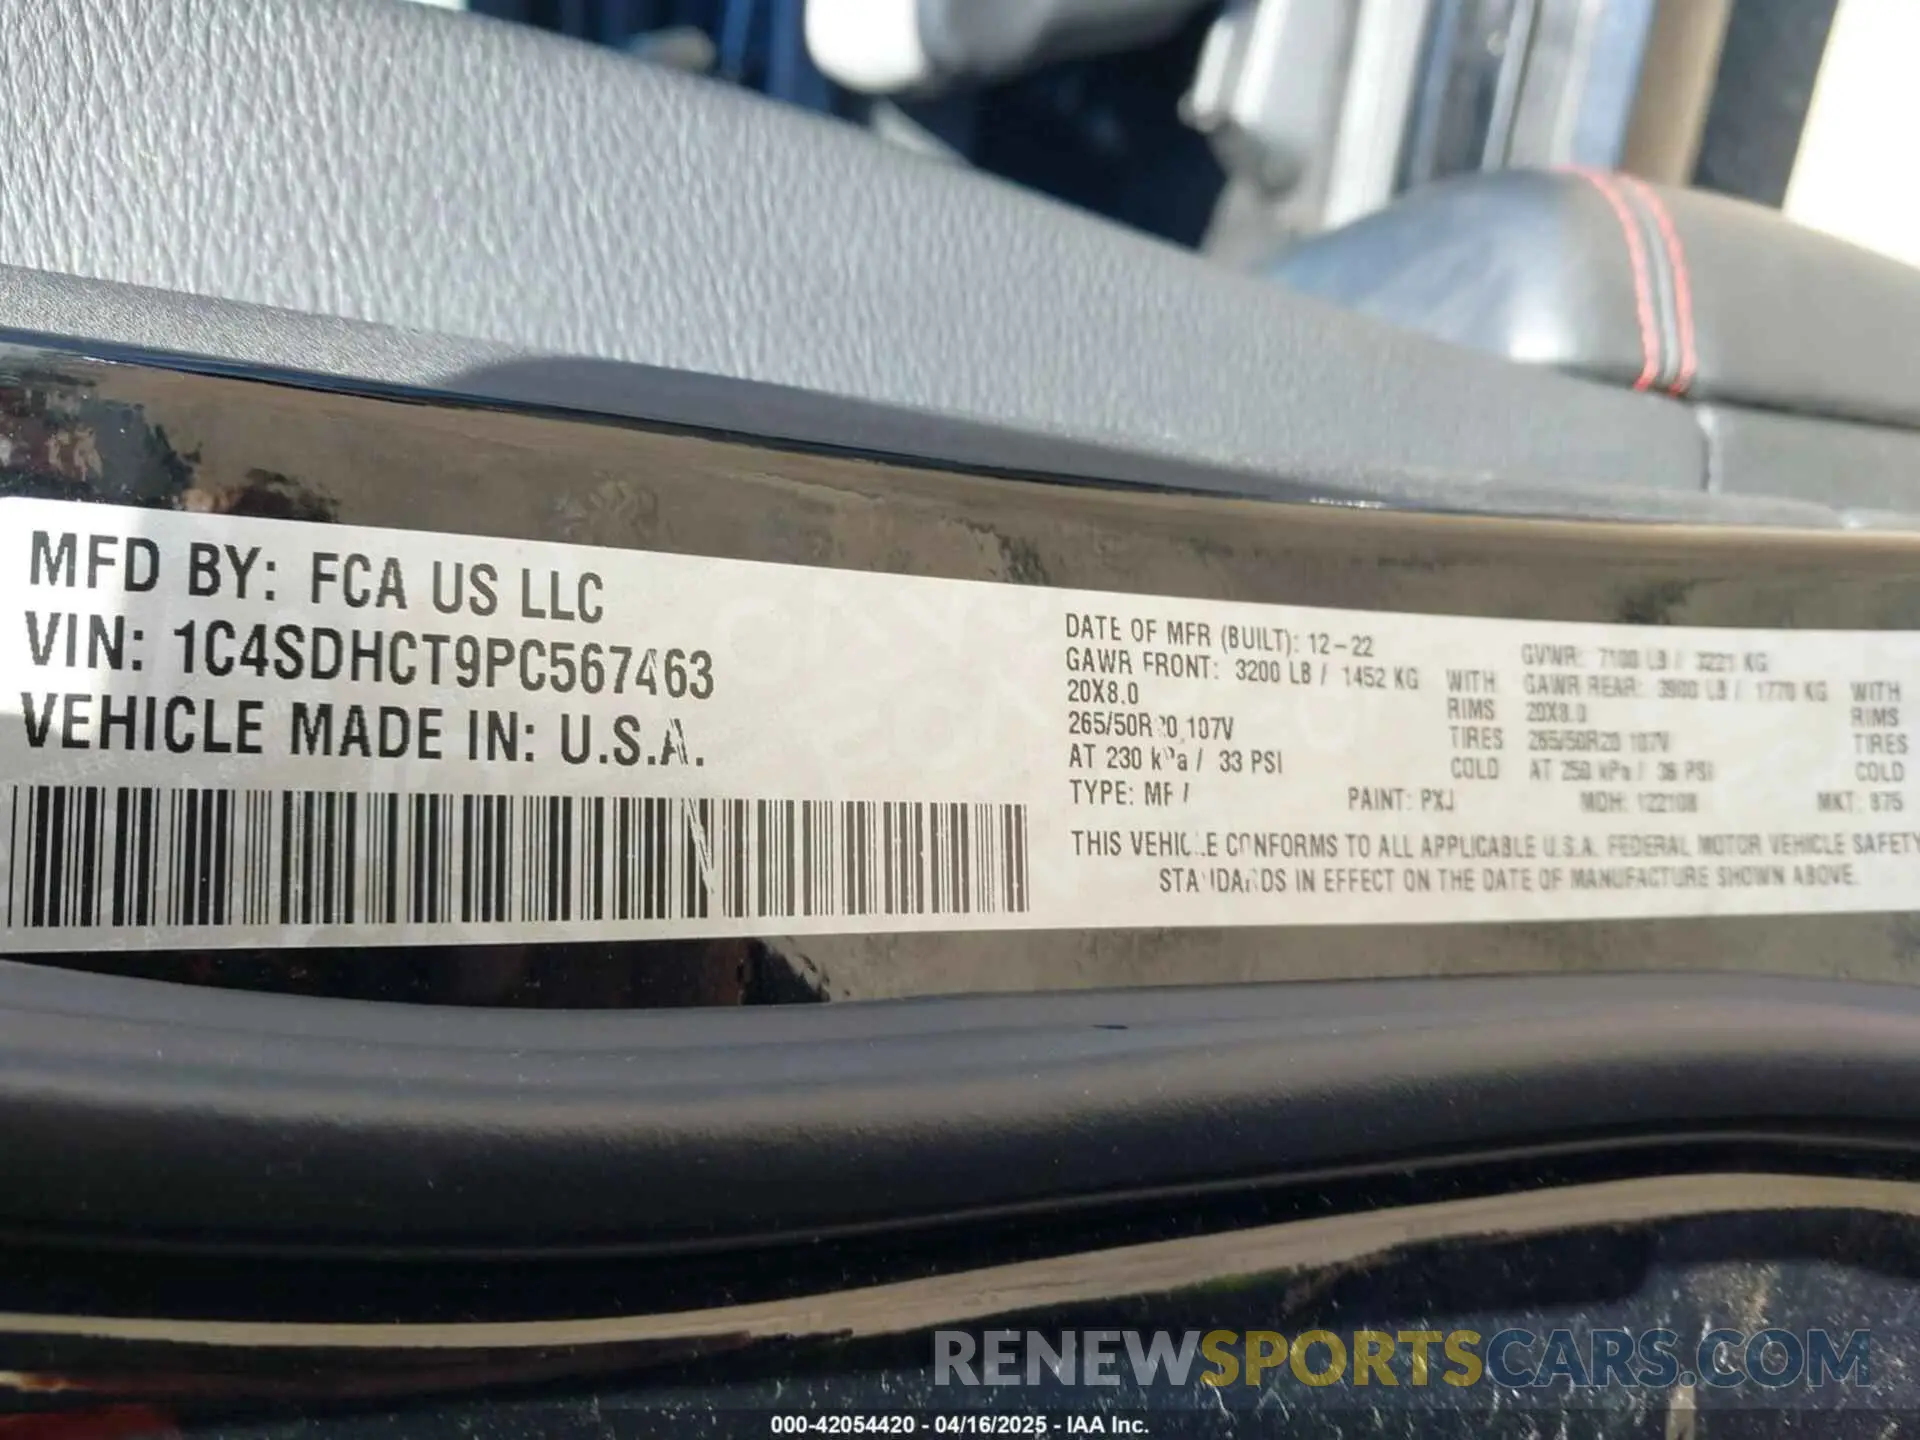 MFD BY: FCA US LLC
VIN: 1C4SDHCT9PC567463
VEHICLE MADE IN: U.S.A.
DATE OF MFR (BUILT): 12-22
GVWR: 7100 LB / 3221 KG
GAWR FRONT: 3200 LB / 1452 KG WITH
GAWR REAR: 3900 LB / 1770 KG WITH
20X8.0 RIMS
20X8.0 RIMS
265/50R20 107V TIRES
265/50R20 107V TIRES
AT 230 kPa / 33 PSI COLD
AT 250 kPa / 36 PSI COLD
TYPE: PAINT: PXJ MDH: MKT:
THIS VEHICLE CONFORMS TO ALL APPLICABLE U.S.A. FEDERAL MOTOR VEHICLE SAFETY
STANDARDS IN EFFECT ON THE DATE OF MANUFACTURE SHOWN ABOVE.
RENEWSPORTSCARS.COM
000-42054420 - 04/16/2025 - IAA Inc.